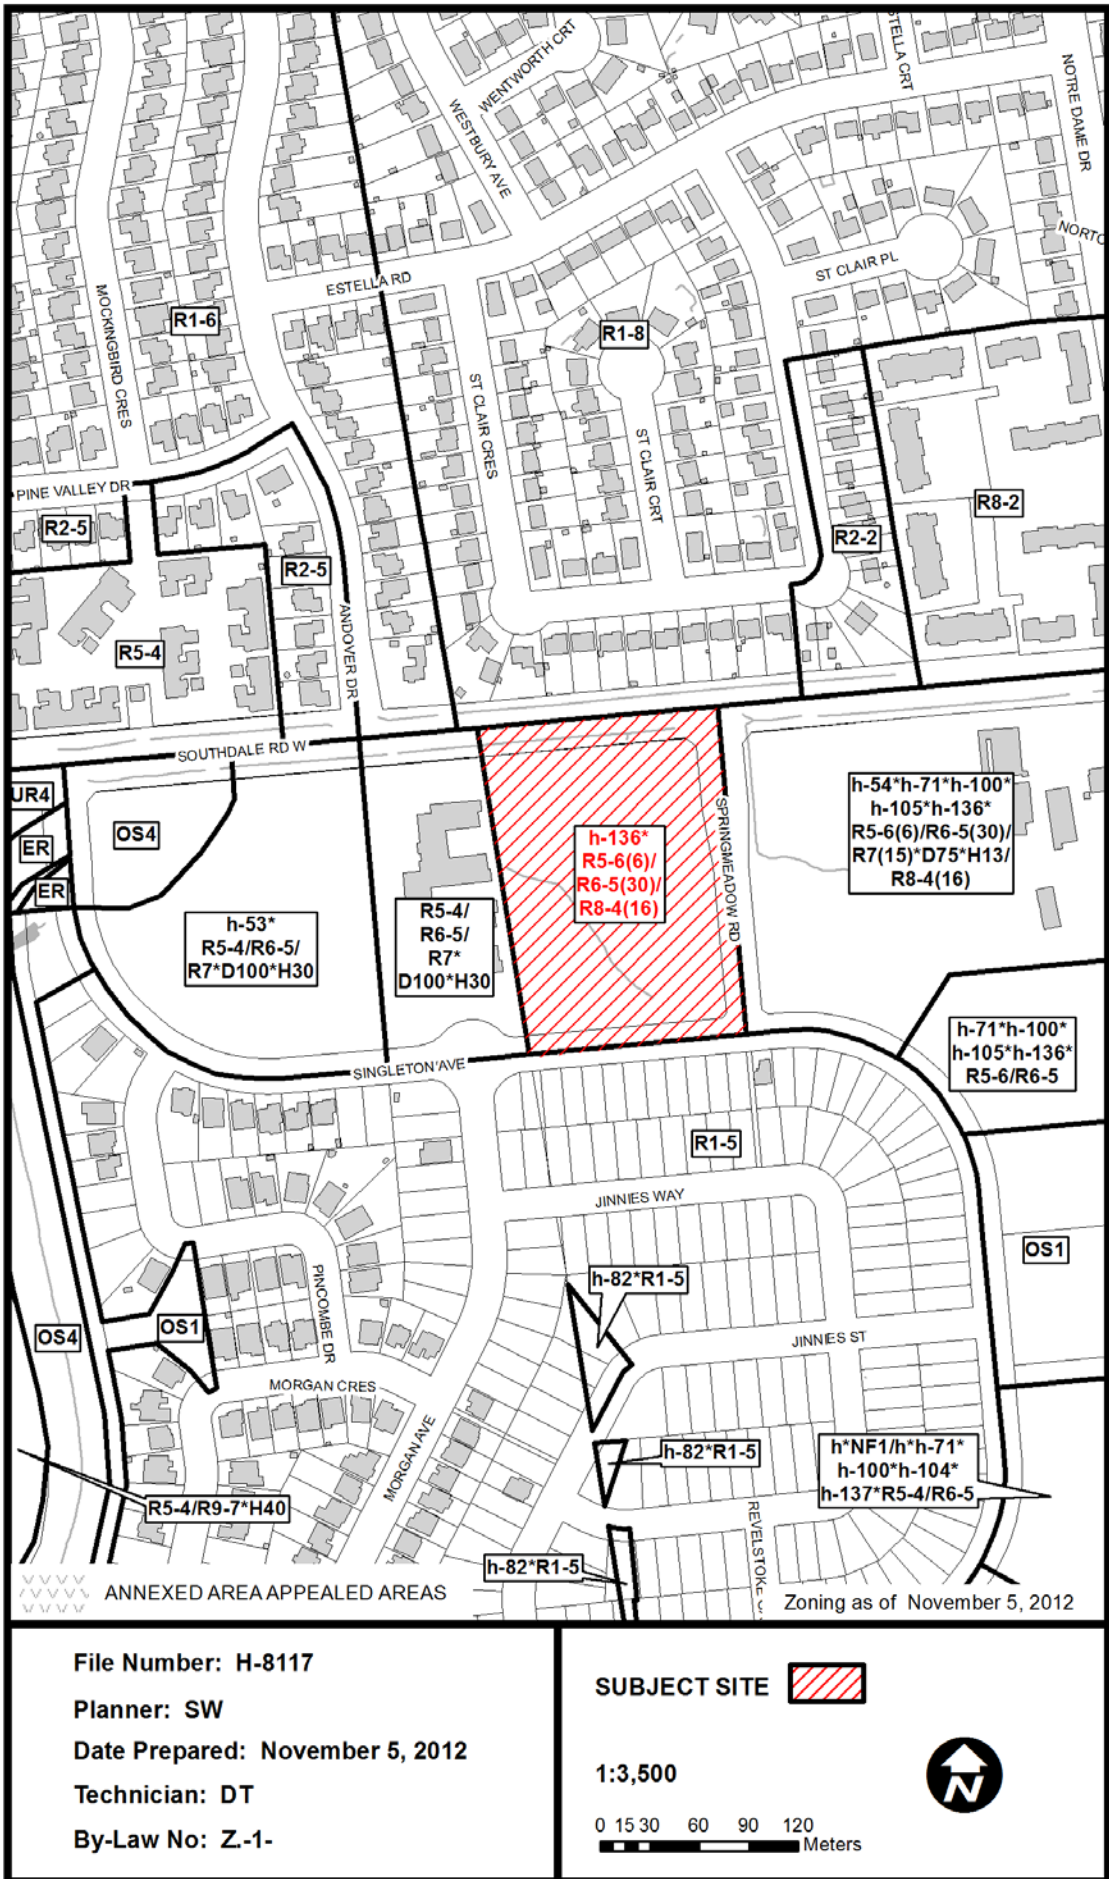 WENTWORTH CRT
WESTBURY AVE
STELLA CRT
NOTRE DAME DR
NORTO
ST CLAIR PL
ESTELLA RD
MOCKINGBIRD CRES
R1-6
R1-8
ST CLAIR CRES
ST CLAIR CRT
PINE VALLEY DR
R2-5
R2-5
R2-2
R8-2
R5-4
ANDOVER DR
SOUTHDALE RD W
UR4
ER
ER
OS4
h-53*
R5-4/R6-5/
R7*D100*H30
R5-4/
R6-5/
R7*
D100*H30
h-136*
R5-6(6)/
R6-5(30)/
R8-4(16)
SPRINGMEADOW RD
h-54*h-71*h-100*
h-105*h-136*
R5-6(6)/R6-5(30)/
R7(15)*D75*H13/
R8-4(16)
h-71*h-100*
h-105*h-136*
R5-6/R6-5
SINGLETON AVE
R1-5
JINNIES WAY
OS1
h-82*R1-5
PINCOMBE DR
OS1
OS4
JINNIES ST
MORGAN CRES
MORGAN AVE
h-82*R1-5
h*NF1/h*h-71*
h-100*h-104*
h-137*R5-4/R6-5
R5-4/R9-7*H40
REVELSTOKE
h-82*R1-5
ANNEXED AREA APPEALED AREAS
Zoning as of November 5, 2012
File Number: H-8117
Planner: SW
Date Prepared: November 5, 2012
Technician: DT
By-Law No: Z.-1-
SUBJECT SITE
1:3,500
0 15 30 60 90 120
Meters
N